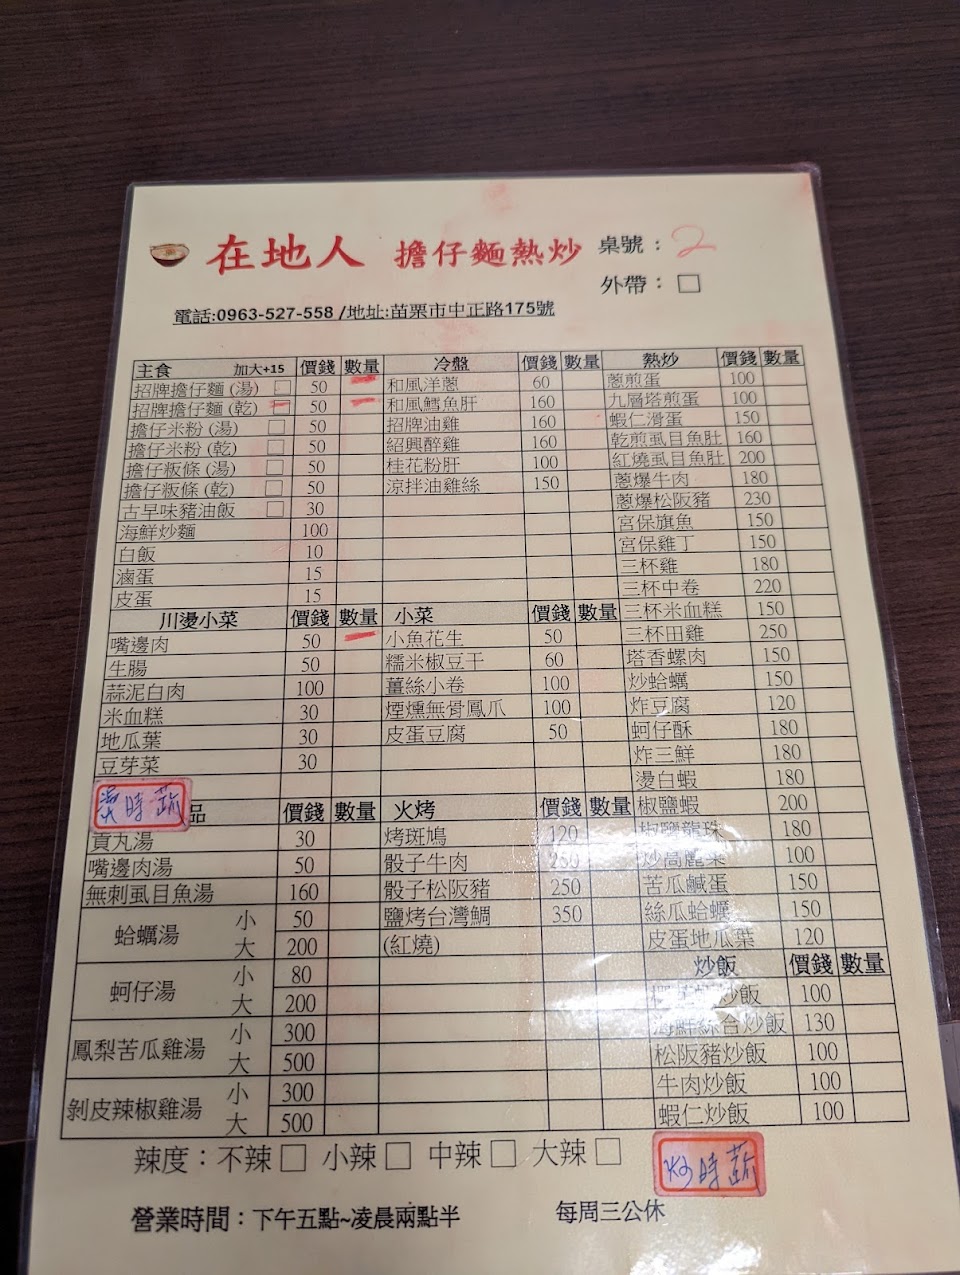 在地人 擔仔麵熱炒 桌號：2
外帶：□
電話:0963-527-558 /地址:苗栗市中正路175號
主食 加大+15 價錢 數量
招牌擔仔麵 (湯) □ 50
招牌擔仔麵 (乾) □ 50
擔仔米粉 (湯) □ 50
擔仔米粉 (乾) □ 50
擔仔粄條 (湯) □ 50
擔仔粄條 (乾) □ 50
古早味豬油飯 □ 30
海鮮炒麵 100
白飯 10
滷蛋 15
皮蛋 15
川燙小菜 價錢 數量
嘴邊肉 50
生腸 50
蒜泥白肉 100
米血糕 30
地瓜葉 30
豆芽菜 30
燙時蔬
品 價錢 數量
貢丸湯 30
嘴邊肉湯 50
無刺虱目魚湯 160
蛤蠣湯 小 50
大 200
蚵仔湯 小 80
大 200
鳳梨苦瓜雞湯 小 300
大 500
剝皮辣椒雞湯 小 300
大 500
冷盤 價錢 數量
和風洋蔥 60
和風鱈魚肝 160
招牌油雞 160
紹興醉雞 160
桂花粉肝 100
涼拌油雞絲 150
小菜 價錢 數量
小魚花生 50
糯米椒豆干 60
薑絲小卷 100
煙燻無骨鳳爪 100
皮蛋豆腐 50
火烤 價錢 數量
烤斑鳩 120
骰子牛肉 250
骰子松阪豬 250
鹽烤台灣鯛 350
(紅燒)
熱炒 價錢 數量
蔥煎蛋 100
九層塔煎蛋 100
蝦仁滑蛋 150
乾煎虱目魚肚 160
紅燒虱目魚肚 200
蔥爆牛肉 180
蔥爆松阪豬 230
宮保旗魚 150
宮保雞丁 150
三杯雞 180
三杯中卷 220
三杯米血糕 150
三杯田雞 250
塔香螺肉 150
炒蛤蠣 150
炸豆腐 120
蚵仔酥 180
炸三鮮 180
燙白蝦 180
椒鹽蝦 200
椒鹽龍珠 180
炒高麗菜 100
苦瓜鹹蛋 150
絲瓜蛤蠣 150
皮蛋地瓜葉 120
炒飯 價錢 數量
炒飯 100
海鮮綜合炒飯 130
松阪豬炒飯 100
牛肉炒飯 100
蝦仁炒飯 100
辣度：不辣 □ 小辣 □ 中辣 □ 大辣 □
炒時蔬
營業時間：下午五點~凌晨兩點半 每周三公休